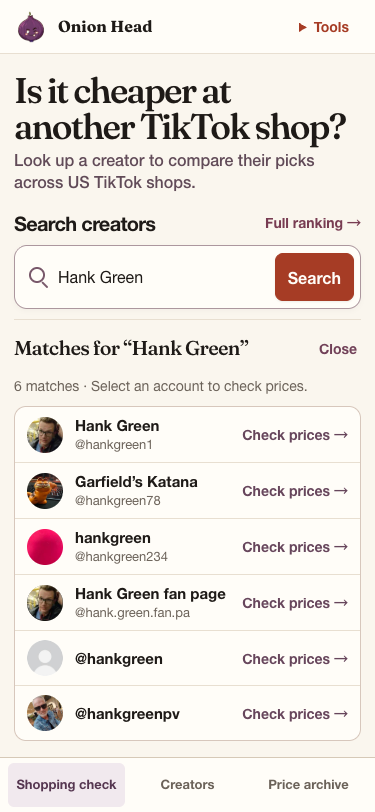 Onion Head
▶ Tools
Is it cheaper at
another TikTok shop?
Look up a creator to compare their picks
across US TikTok shops.
Search creators
Full ranking →
Hank Green
Search
Matches for “Hank Green”
Close
6 matches · Select an account to check prices.
Hank Green
@hankgreen1
Check prices →
Garfield’s Katana
@hankgreen78
Check prices →
hankgreen
@hankgreen234
Check prices →
Hank Green fan page
@hank.green.fan.pa
Check prices →
@hankgreen
Check prices →
@hankgreenpv
Check prices →
Shopping check
Creators
Price archive